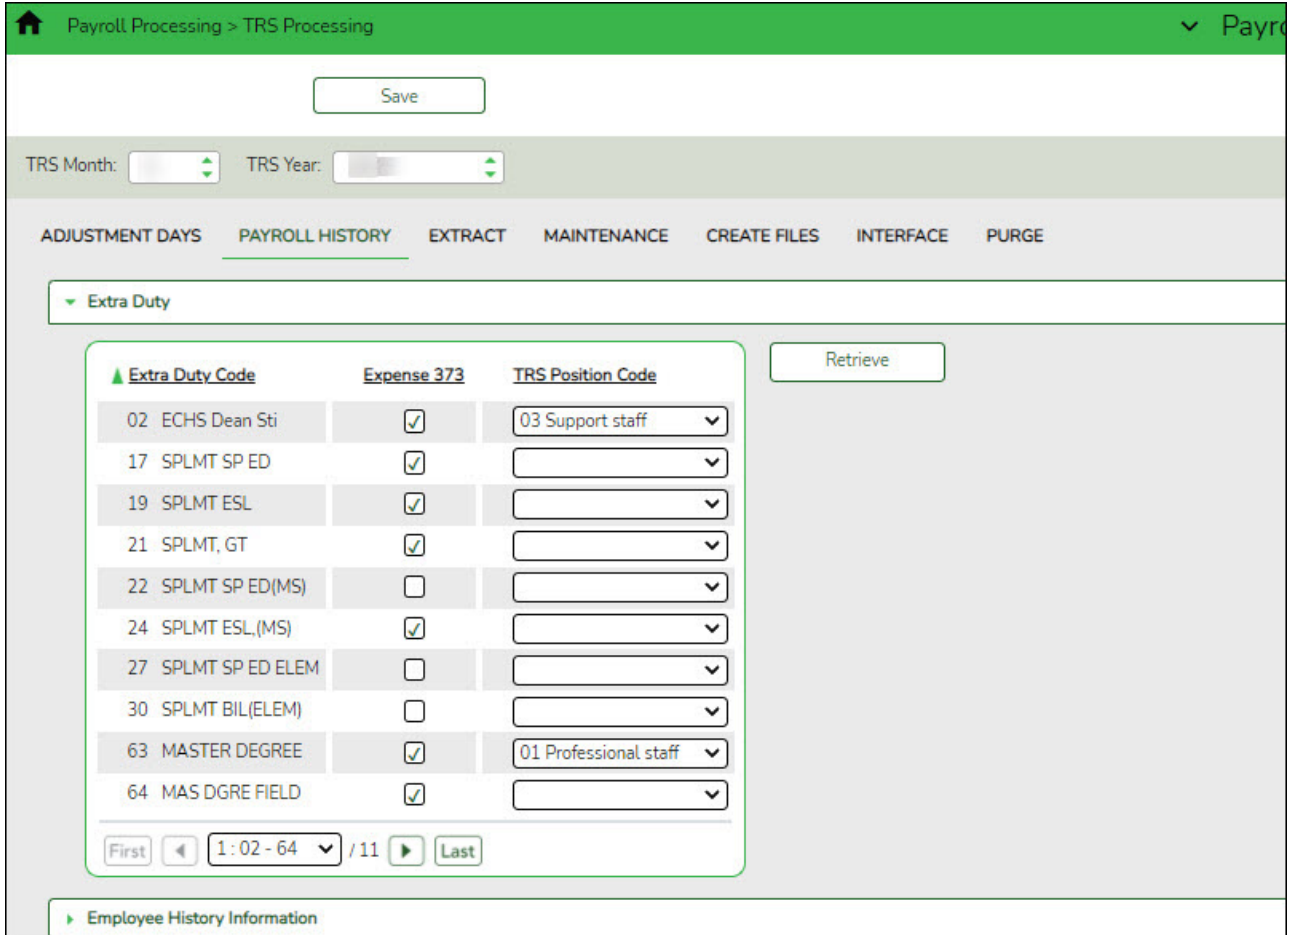 Payroll Processing > TRS Processing
Save
TRS Month: TRS Year:
ADJUSTMENT DAYS PAYROLL HISTORY EXTRACT MAINTENANCE CREATE FILES INTERFACE PURGE
Extra Duty
Retrieve
Extra Duty Code Expense 373 TRS Position Code
02 ECHS Dean Sti 03 Support staff
17 SPLMT SP ED
19 SPLMT ESL
21 SPLMT, GT
22 SPLMT SP ED(MS)
24 SPLMT ESL,(MS)
27 SPLMT SP ED ELEM
30 SPLMT BIL(ELEM)
63 MASTER DEGREE 01 Professional staff
64 MAS DGRE FIELD
First 1 : 02 - 64 / 11 Last
Employee History Information